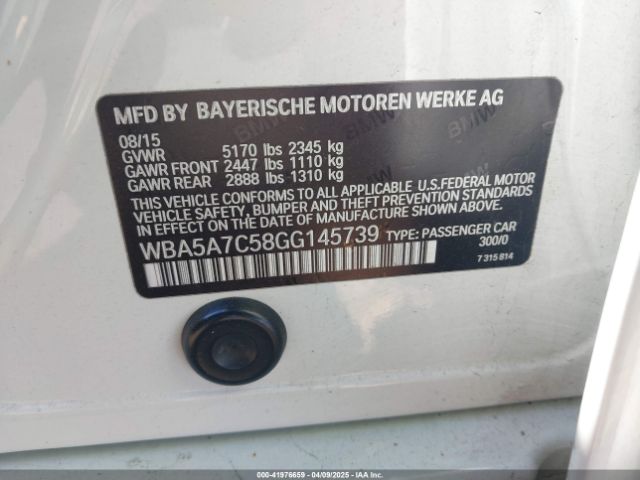 MFD BY BAYERISCHE MOTOREN WERKE AG
08/15
GVWR 5170 lbs 2345 kg
GAWR FRONT 2447 lbs 1110 kg
GAWR REAR 2888 lbs 1310 kg
THIS VEHICLE CONFORMS TO ALL APPLICABLE U.S.FEDERAL MOTOR
VEHICLE SAFETY, BUMPER AND THEFT PREVENTION STANDARDS
IN EFFECT ON THE DATE OF MANUFACTURE SHOWN ABOVE.
WBA5A7C58GG145739 TYPE: PASSENGER CAR
300/0
7 315 814
000-41976659 | 04/09/2025 | IAAI.COM